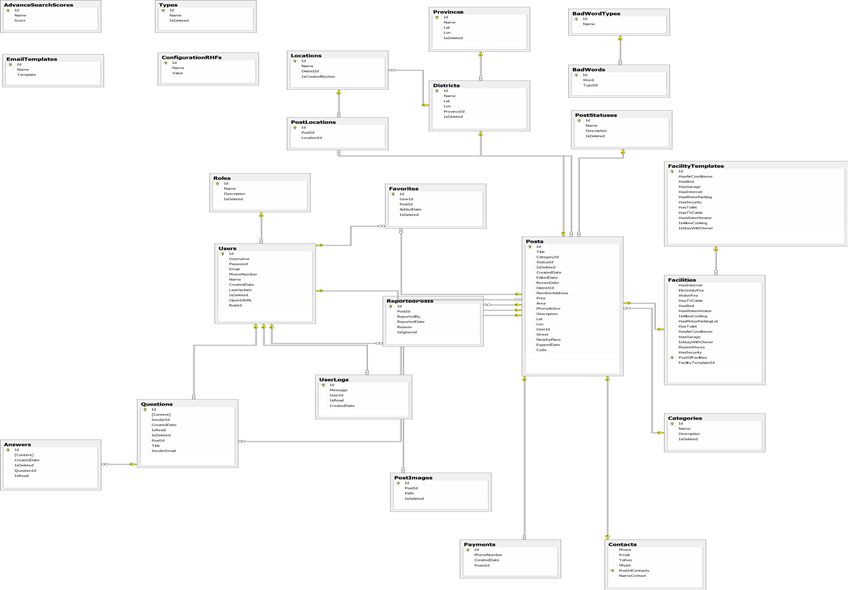 AdvanceSearchScores
Id
Name
Score
Types
Id
Name
IsDeleted
EmailTemplates
Id
Name
Template
ConfigurationRHFs
Id
Name
Value
Locations
Id
Name
DistrictId
IsCreatedByUser
PostLocations
Id
PostId
LocationId
Provinces
Id
Name
Lat
Lon
IsDeleted
Districts
Id
Name
Lat
Lon
ProvinceId
IsDeleted
BadWordTypes
Id
Name
BadWords
Id
Word
TypeId
PostStatuses
Id
Name
Description
IsDeleted
FacilityTemplates
Id
HasAirConditioner
HasBed
HasGarage
HasInternet
HasMotorParking
HasSecurity
HasToilet
HasTVCable
HasWaterHeater
IsAllowCooking
IsStayWithOwner
Roles
Id
Name
Description
IsDeleted
Favorites
Id
UserId
PostId
AddedDate
IsDeleted
Users
Id
Username
Password
Email
PhoneNumber
Name
CreatedDate
LastUpdate
IsDeleted
OpenIdURL
RoleId
ReportedPosts
Id
PostId
ReportedBy
ReportedDate
Reason
IsIgnored
Posts
Id
Title
CategoryId
StatusId
IsDeleted
CreatedDate
EditedDate
RenewDate
DistrictId
NumberAddress
Price
Area
PhoneActive
Description
Lat
Lon
UserId
Street
NearbyPlace
ExpiredDate
Code
Facilities
HasInternet
ElectricityFee
WaterFee
HasTVCable
HasBed
HasWaterHeater
IsAllowCooking
HasMotorParkingLot
HasToilet
HasAirConditioner
HasGarage
IsStayWithOwner
RestrictHours
HasSecurity
PostIdFacilities
FacilityTemplateId
UserLogs
Id
Message
UserId
IsRead
CreatedDate
Questions
Id
[Content]
SenderId
CreatedDate
IsRead
IsDeleted
PostId
Title
SenderEmail
Answers
Id
[Content]
CreatedDate
IsDeleted
QuestionId
IsRead
Categories
Id
Name
Description
IsDeleted
PostImages
Id
PostId
Path
IsDeleted
Payments
Id
PhoneNumber
CreatedDate
PostsId
Contacts
Phone
Email
Yahoo
Skype
PostIdContacts
NameContact